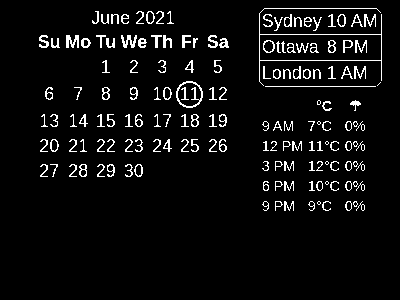 June 2021
Su Mo Tu We Th Fr Sa
1 2 3 4 5
6 7 8 9 10 11 12
13 14 15 16 17 18 19
20 21 22 23 24 25 26
27 28 29 30
Sydney 10 AM
Ottawa 8 PM
London 1 AM
°C
9 AM 7°C 0%
12 PM 11°C 0%
3 PM 12°C 0%
6 PM 10°C 0%
9 PM 9°C 0%